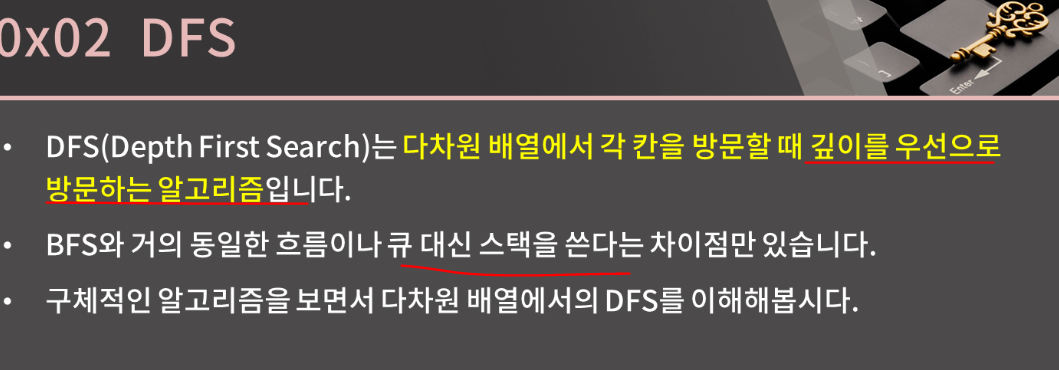 0x02 DFS
Enter
• DFS(Depth First Search)는 다차원 배열에서 각 칸을 방문할 때 깊이를 우선으로
방문하는 알고리즘입니다.
• BFS와 거의 동일한 흐름이나 큐 대신 스택을 쓴다는 차이점만 있습니다.
• 구체적인 알고리즘을 보면서 다차원 배열에서의 DFS를 이해해봅시다.